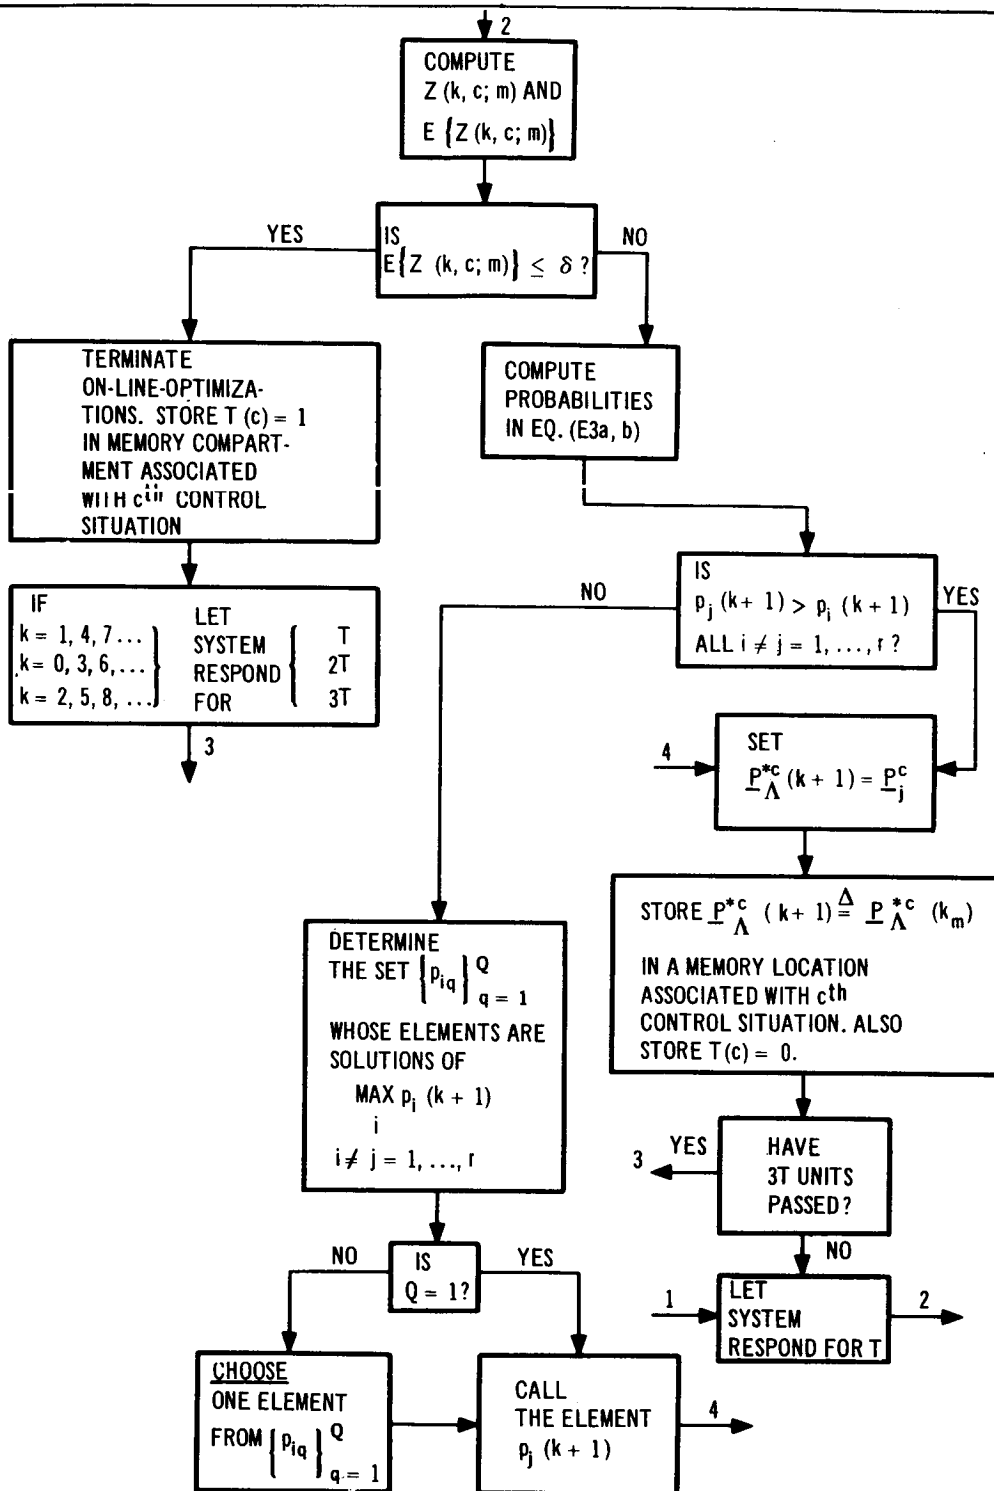 2
COMPUTE
Z (k, c; m) AND
E {Z (k, c; m)}
YES
IS
E{Z (k, c; m)} ≤ δ ?
NO
TERMINATE
ON-LINE-OPTIMIZA-
TIONS. STORE T (c) = 1
IN MEMORY COMPART-
MENT ASSOCIATED
WITH cth CONTROL
SITUATION
COMPUTE
PROBABILITIES
IN EQ. (E3a, b)
IF
k = 1, 4, 7...
k = 0, 3, 6, ...
k = 2, 5, 8, ...
LET
SYSTEM
RESPOND
FOR
T
2T
3T
3
NO
IS
p_j (k + 1) > p_i (k + 1)
ALL i ≠ j = 1, ..., r ?
YES
4
SET
P*c_Λ (k + 1) = P^c_j
STORE P*c_Λ (k + 1) ≜ P*c_Λ (k_m)
IN A MEMORY LOCATION
ASSOCIATED WITH cth
CONTROL SITUATION. ALSO
STORE T(c) = 0.
DETERMINE
THE SET {p_iq} Q q = 1
WHOSE ELEMENTS ARE
SOLUTIONS OF
MAX p_i (k + 1)
i
i ≠ j = 1, ..., r
3
YES
HAVE
3T UNITS
PASSED?
NO
NO
IS
Q = 1?
YES
1
LET
SYSTEM
RESPOND FOR T
2
CHOOSE
ONE ELEMENT
FROM {p_iq} Q q = 1
CALL
THE ELEMENT
p_j (k + 1)
4